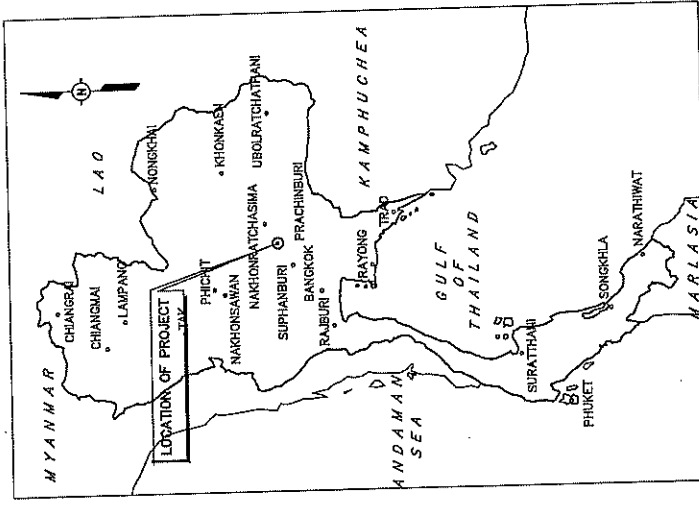 MYANMAR
LAO
N
CHIANGRAI
CHIANGMAI
LAMPANG
NONGKHAI
LOCATION OF PROJECT
TAK
PHICHIT
KHONKAEN
NAKHONSAWAN
NAKHONRATCHASIMA
UBOLRATCHATHANI
SUPHANBURI
PRACHINBURI
BANGKOK
RAJBURI
KAMPHUCHEA
RAYONG
TRAD
GULF
OF
THAILAND
ANDAMAN
SEA
SURATTHANI
PHUKET
SONGKHLA
NARATHIWAT
MARLASIA